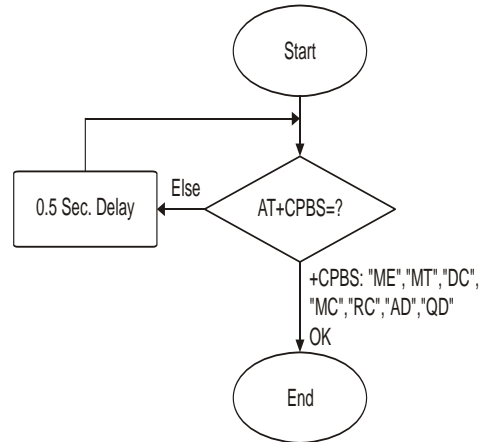 Start
0.5 Sec. Delay
Else
AT+CPBS=?
+CPBS: "ME","MT","DC",
"MC","RC","AD","QD"
OK
End